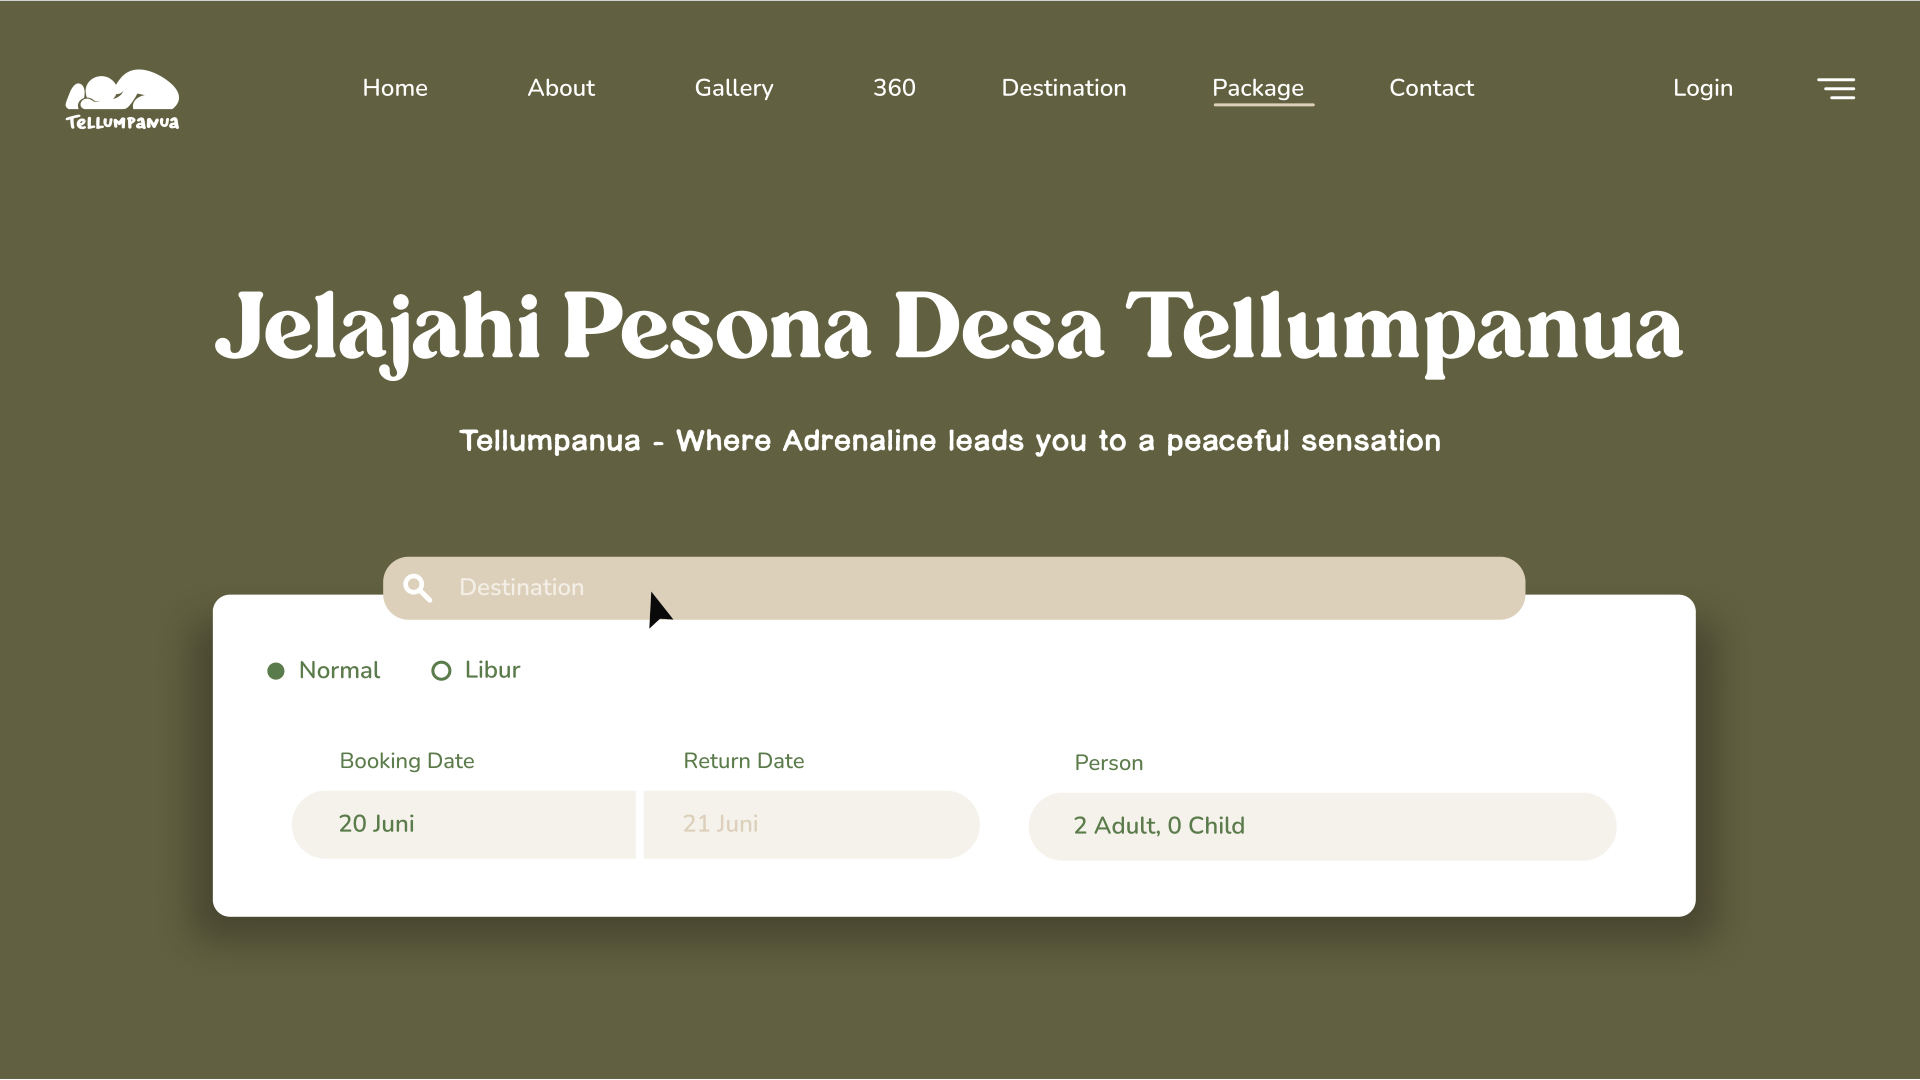 TELLUMPANUA
Home About Gallery 360 Destination Package Contact Login
Jelajahi Pesona Desa Tellumpanua
Tellumpanua - Where Adrenaline leads you to a peaceful sensation
Destination
Normal Libur
Booking Date Return Date Person
20 Juni 21 Juni 2 Adult, 0 Child